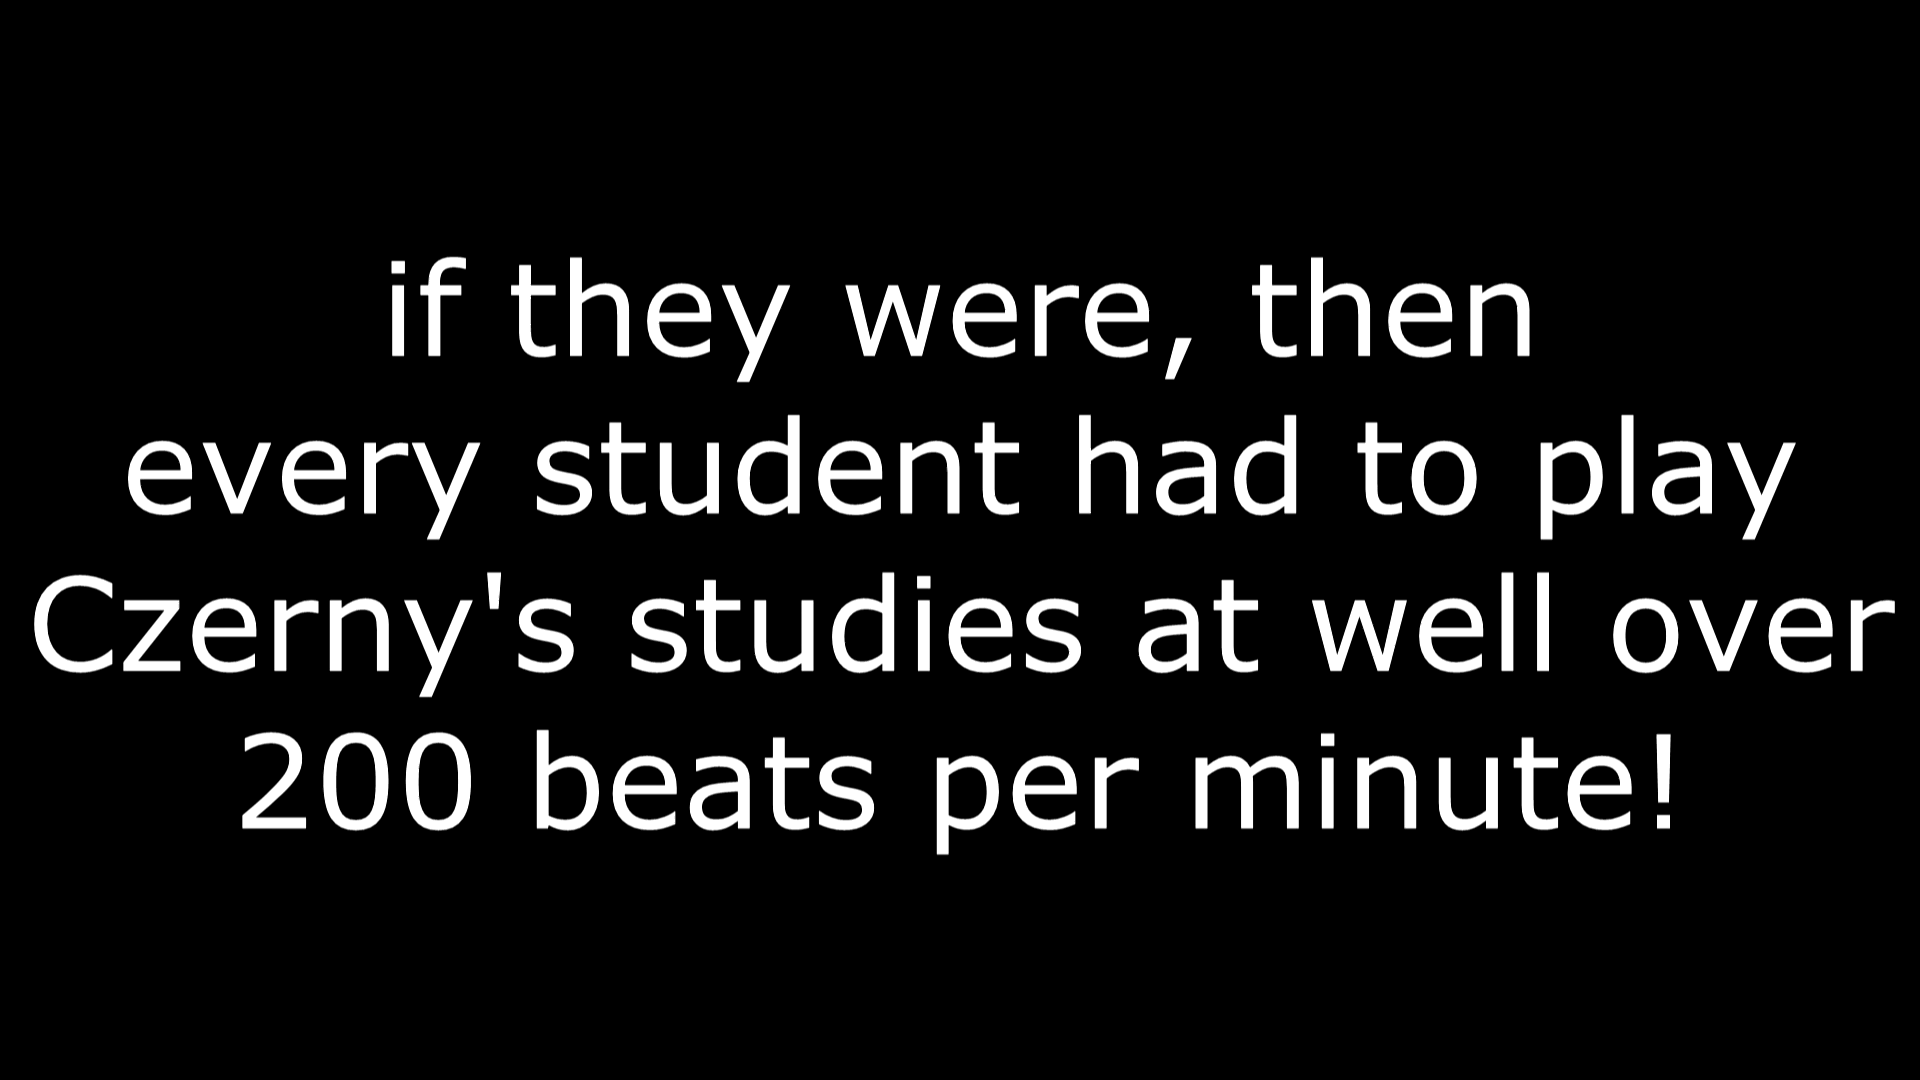 if they were, then
every student had to play
Czerny's studies at well over
200 beats per minute!